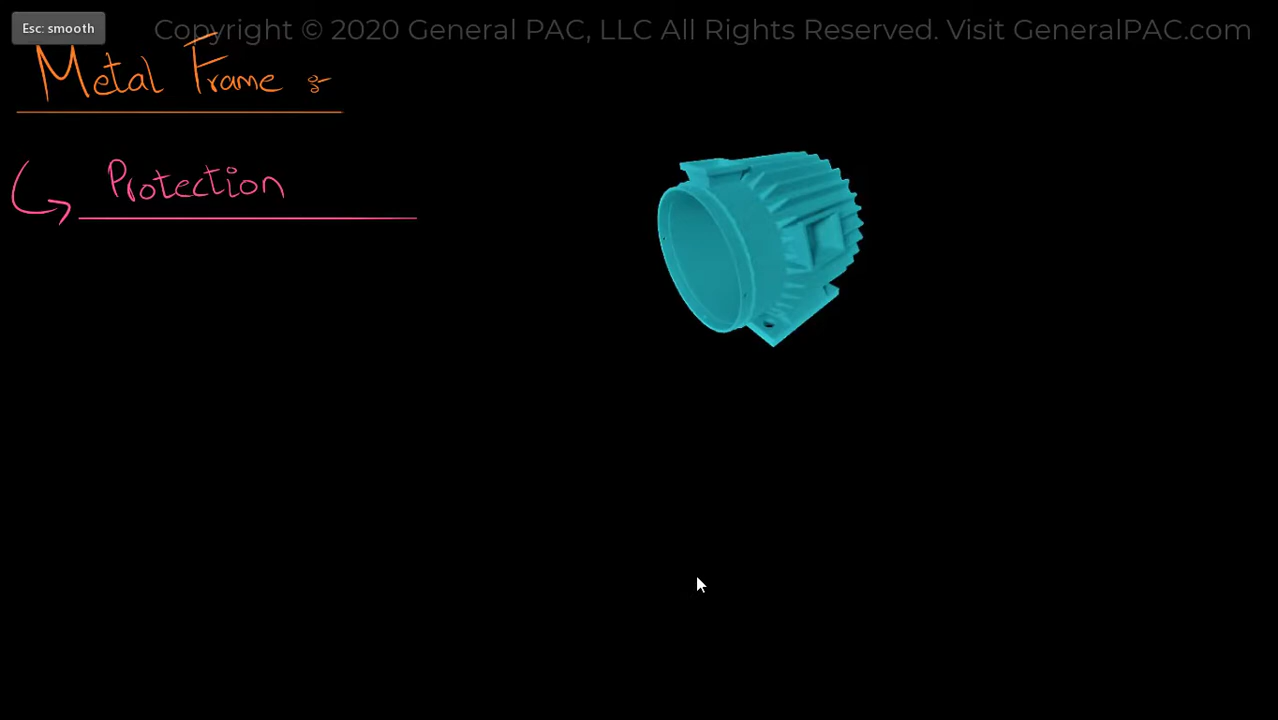 Esc: smooth
Copyright © 2020 General PAC, LLC All Rights Reserved. Visit GeneralPAC.com
Metal Frame :-
Protection